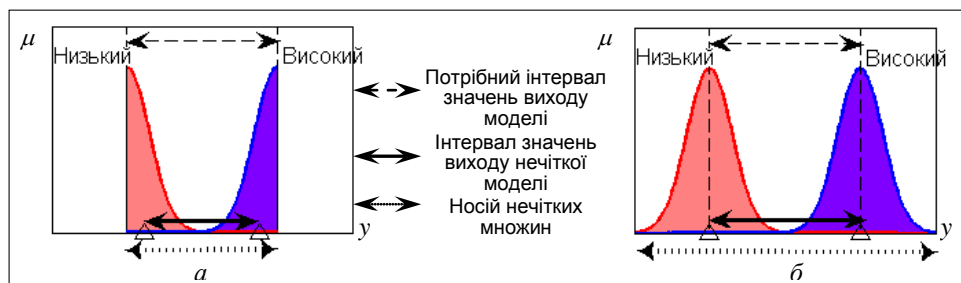 μ
Низький
Високий
y
а
Потрібний інтервал
значень виходу
моделі
Інтервал значень
виходу нечіткої
моделі
Носій нечітких
множин
μ
Низький
Високий
y
б